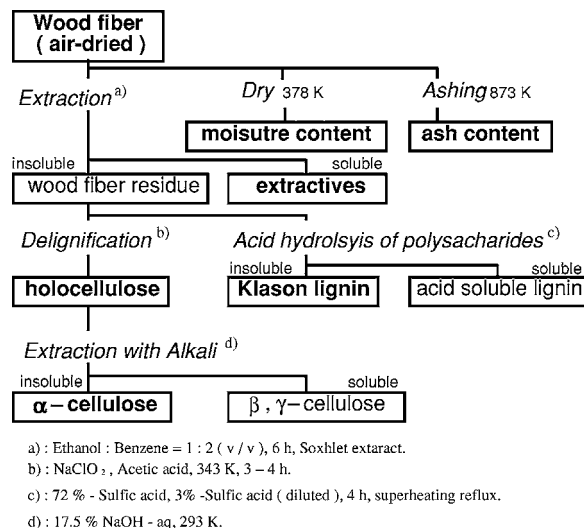 Wood fiber
( air-dried )
Extraction a)
Dry 378 K
Ashing 873 K
moisutre content
ash content
insoluble
soluble
wood fiber residue
extractives
Delignification b)
Acid hydrolsyis of polysacharides c)
insoluble
soluble
holocellulose
Klason lignin
acid soluble lignin
Extraction with Alkali d)
insoluble
soluble
α-cellulose
β , γ-cellulose
a) : Ethanol : Benzene = 1 : 2 ( v / v ), 6 h, Soxhlet extaract.
b) : NaClO₂ , Acetic acid, 343 K, 3 – 4 h.
c) : 72 % - Sulfic acid, 3% -Sulfic acid ( diluted ), 4 h, superheating reflux.
d) : 17.5 % NaOH - aq, 293 K.